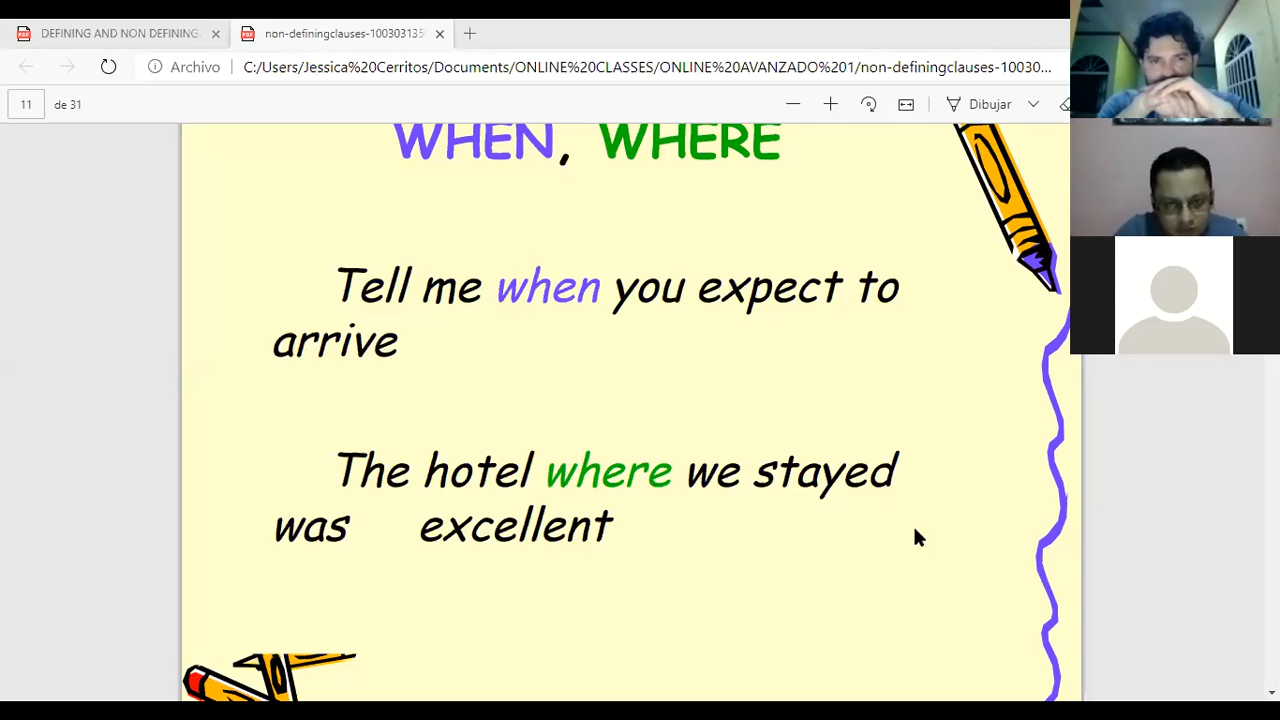 DEFINING AND NON DEFINING.
non-definingclauses-100303135
Archivo
C:/Users/Jessica%20Cerritos/Documents/ONLINE%20CLASSES/ONLINE%20AVANZADO%201/non-definingclauses-10030...
11
de 31
Dibujar
WHEN, WHERE
Tell me when you expect to
arrive
The hotel where we stayed
was excellent